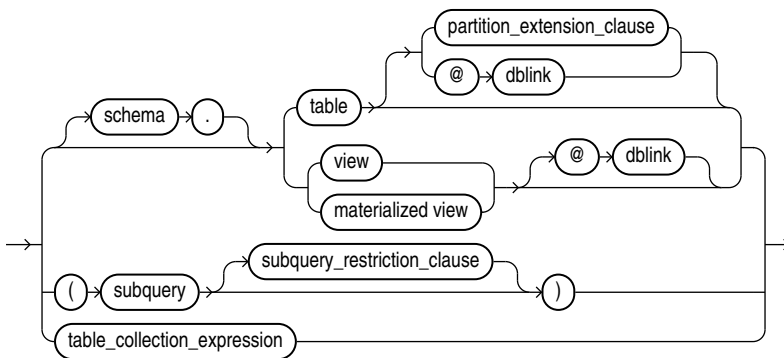 partition_extension_clause
@ dblink
schema .
table
view
@ dblink
materialized view
subquery_restriction_clause
( subquery )
table_collection_expression